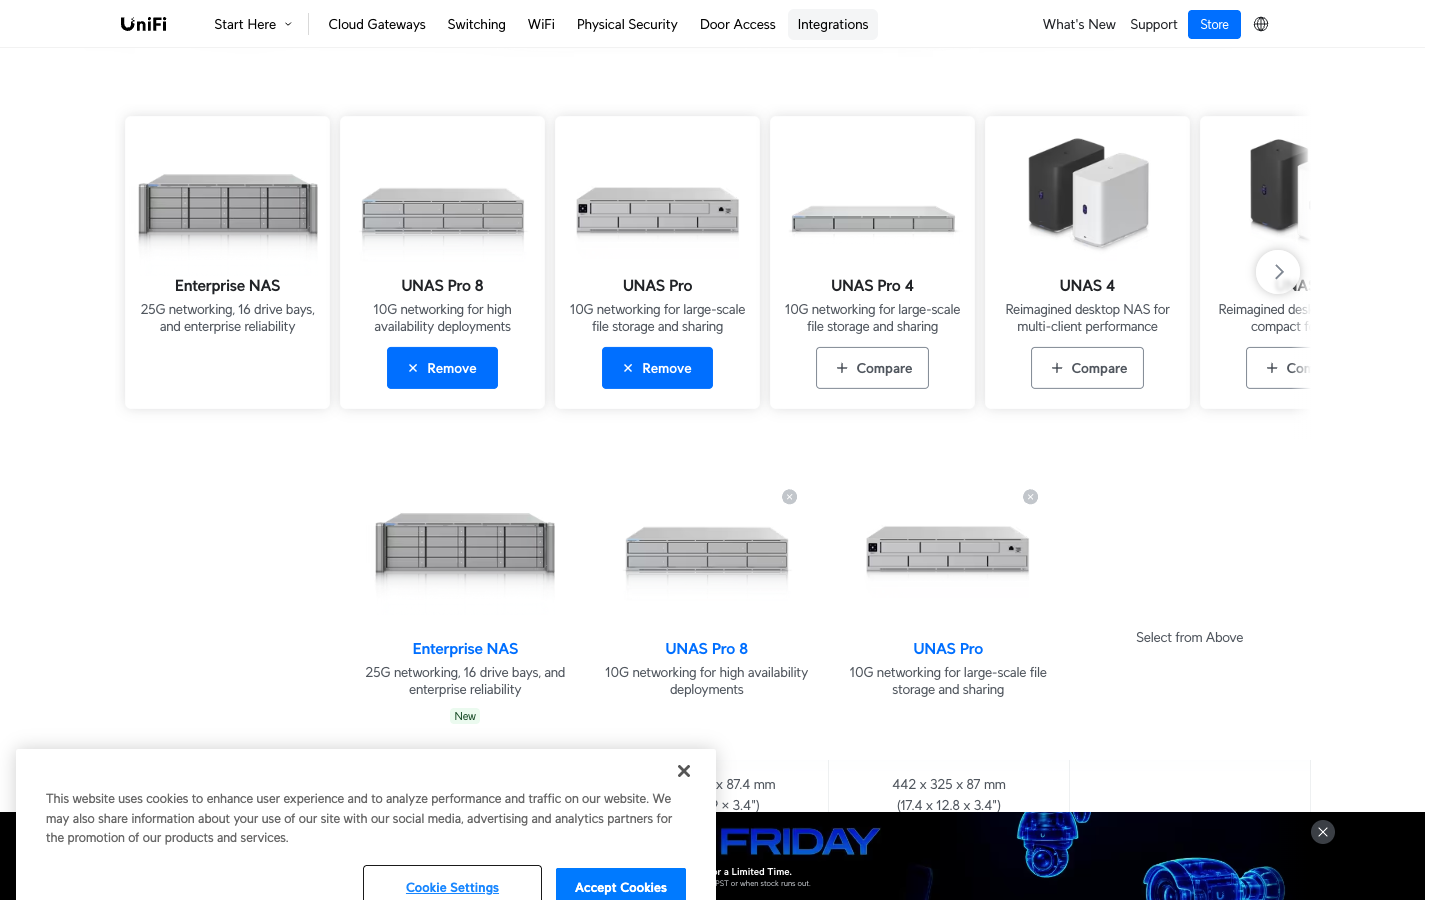 UniFi
Start Here
Cloud Gateways
Switching
WiFi
Physical Security
Door Access
Integrations
What's New
Support
Store
Enterprise NAS
25G networking, 16 drive bays,
and enterprise reliability
UNAS Pro 8
10G networking for high
availability deployments
Remove
UNAS Pro
10G networking for large-scale
file storage and sharing
Remove
UNAS Pro 4
10G networking for large-scale
file storage and sharing
Compare
UNAS 4
Reimagined desktop NAS for
multi-client performance
Compare
Reimagined
compact
Enterprise NAS
25G networking, 16 drive bays, and
enterprise reliability
New
UNAS Pro 8
10G networking for high availability
deployments
UNAS Pro
10G networking for large-scale file
storage and sharing
Select from Above
x 87.4 mm
× 3.4")
442 x 325 x 87 mm
(17.4 x 12.8 x 3.4")
This website uses cookies to enhance user experience and to analyze performance and traffic on our website. We
may also share information about your use of our site with our social media, advertising and analytics partners for
the promotion of our products and services.
Cookie Settings
Accept Cookies
FRIDAY
or a Limited Time.
PST or when stock runs out.